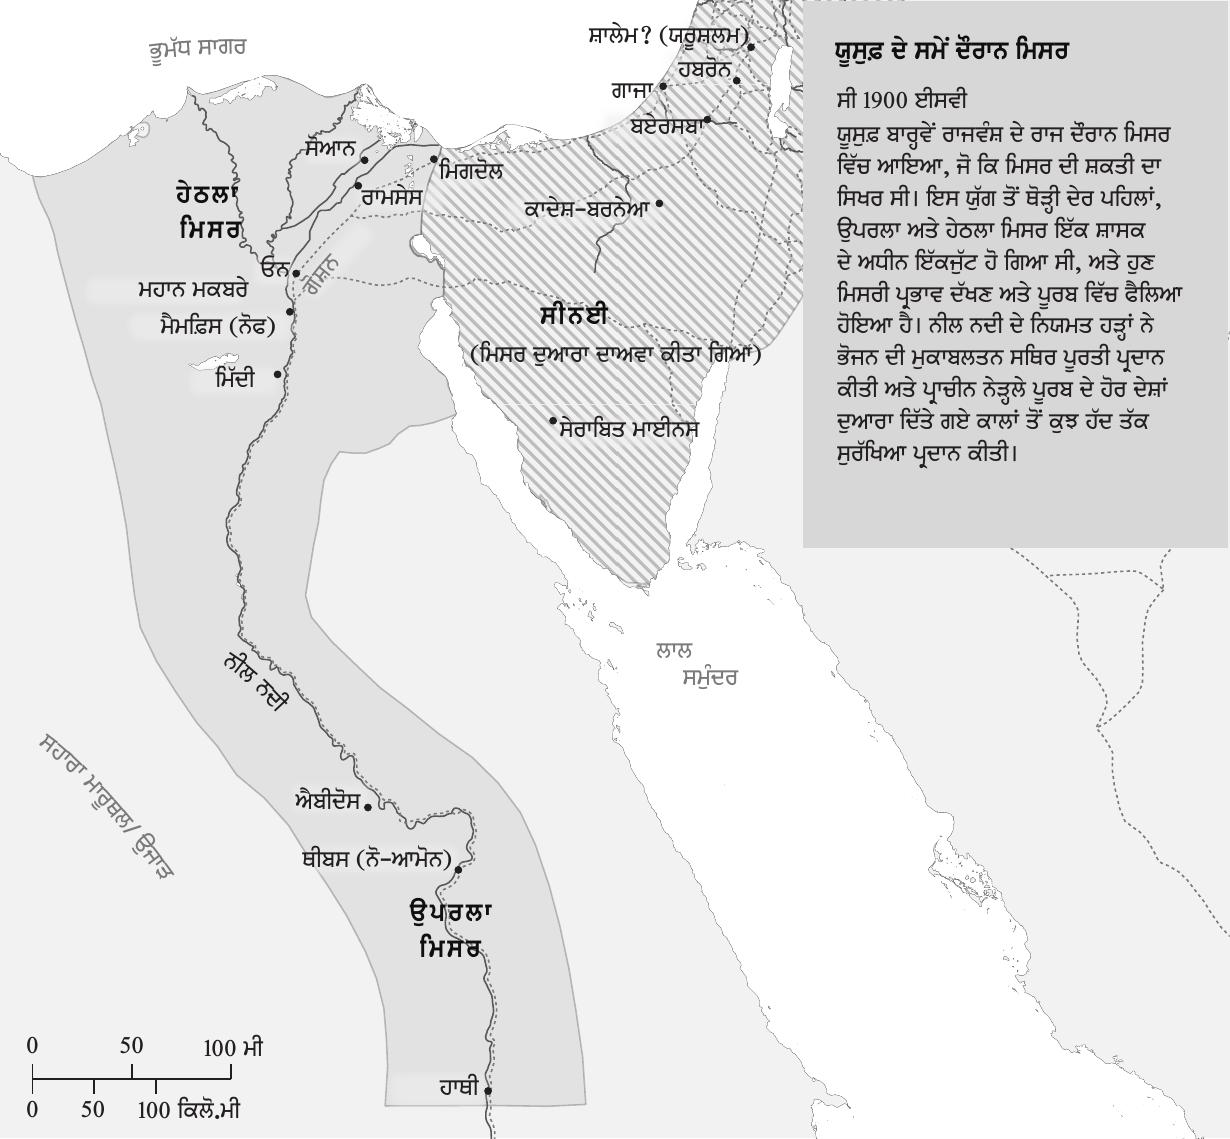 ਯੂਸੁਫ਼ ਦੇ ਸਮੇਂ ਦੌਰਾਨ ਮਿਸਰ
ਸੀ 1900 ਈਸਵੀ
ਯੂਸੁਫ਼ ਬਾਰ੍ਹਵੇਂ ਰਾਜਵੰਸ਼ ਦੇ ਰਾਜ ਦੌਰਾਨ ਮਿਸਰ
ਵਿੱਚ ਆਇਆ, ਜੋ ਕਿ ਮਿਸਰ ਦੀ ਸ਼ਕਤੀ ਦਾ
ਸਿਖਰ ਸੀ। ਇਸ ਯੁੱਗ ਤੋਂ ਥੋੜ੍ਹੀ ਦੇਰ ਪਹਿਲਾਂ,
ਉਪਰਲਾ ਅਤੇ ਹੇਠਲਾ ਮਿਸਰ ਇੱਕ ਸ਼ਾਸਕ
ਦੇ ਅਧੀਨ ਇੱਕਜੁੱਟ ਹੋ ਗਿਆ ਸੀ, ਅਤੇ ਹੁਣ
ਮਿਸਰੀ ਪ੍ਰਭਾਵ ਦੱਖਣ ਅਤੇ ਪੂਰਬ ਵਿੱਚ ਫੈਲਿਆ
ਹੋਇਆ ਹੈ। ਨੀਲ ਨਦੀ ਦੇ ਨਿਯਮਤ ਹੜ੍ਹਾਂ ਨੇ
ਭੋਜਨ ਦੀ ਮੁਕਾਬਲਤਨ ਸਥਿਰ ਪੂਰਤੀ ਪ੍ਰਦਾਨ
ਕੀਤੀ ਅਤੇ ਪ੍ਰਾਚੀਨ ਨੇੜ੍ਹਲੇ ਪੂਰਬ ਦੇ ਹੋਰ ਦੇਸ਼ਾਂ
ਦੁਆਰਾ ਦਿੱਤੇ ਗਏ ਕਾਲਾਂ ਤੋਂ ਕੁਝ ਹੱਦ ਤੱਕ
ਸੁਰੱਖਿਆ ਪ੍ਰਦਾਨ ਕੀਤੀ।
ਭੂਮੱਧ ਸਾਗਰ
ਸ਼ਾਲੇਮ? (ਯਰੂਸ਼ਲਮ)
ਹਬਰੋਨ
ਗਾਜਾ
ਬਏਰਸਬਾ
ਸੋਆਨ
ਮਿਗਦੋਲ
ਹੇਠਲਾ
ਮਿਸਰ
ਰਾਮਸੇਸ
ਕਾਦੇਸ਼-ਬਰਨੇਆ
ਓਨ
ਗੋਸ਼ਨ
ਮਹਾਨ ਮਕਬਰੇ
ਮੈਮਫ਼ਿਸ (ਨੋਫ)
ਸੀਨਈ
(ਮਿਸਰ ਦੁਆਰਾ ਦਾਅਵਾ ਕੀਤਾ ਗਿਆ)
ਮਿੱਦੀ
ਸੇਰਾਬਿਤ ਮਾਈਨਸ
ਲਾਲ
ਸਮੁੰਦਰ
ਨੀਲ ਨਦੀ
ਸਹਾਰਾ ਮਾਰੂਥਲ/ ਉਜਾੜ
ਐਬੀਦੋਸ
ਥੀਬਸ (ਨੋ-ਆਮੋਨ)
ਉਪਰਲਾ
ਮਿਸਰ
ਹਾਥੀ
0 50 100 ਮੀ
0 50 100 ਕਿਲੋ.ਮੀ